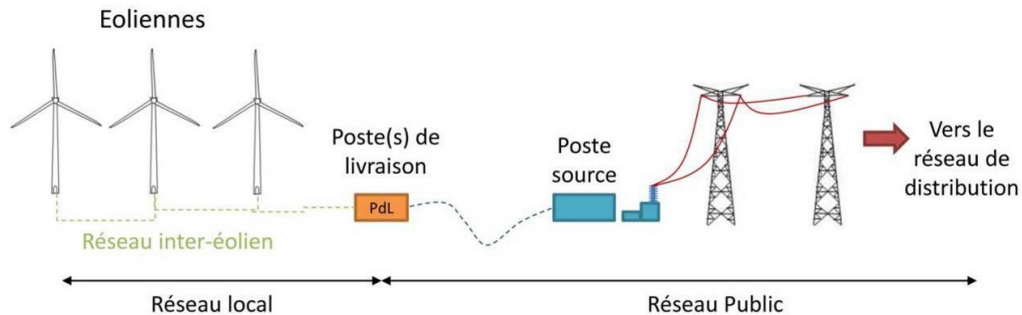 Eoliennes
Poste(s) de
livraison
PdL
Poste
source
Vers le
réseau de
distribution
Réseau inter-éolien
Réseau local
Réseau Public